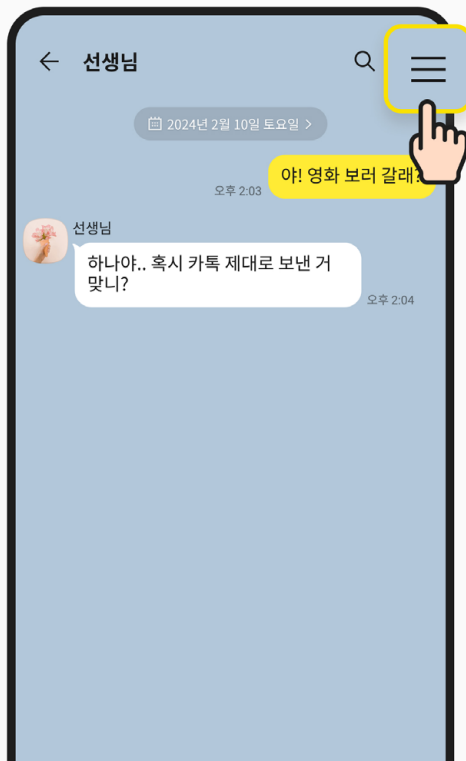 선생님
2024년 2월 10일 토요일 >
야! 영화 보러 갈래?
오후 2:03
선생님
하나야.. 혹시 카톡 제대로 보낸 거
맞니?
오후 2:04